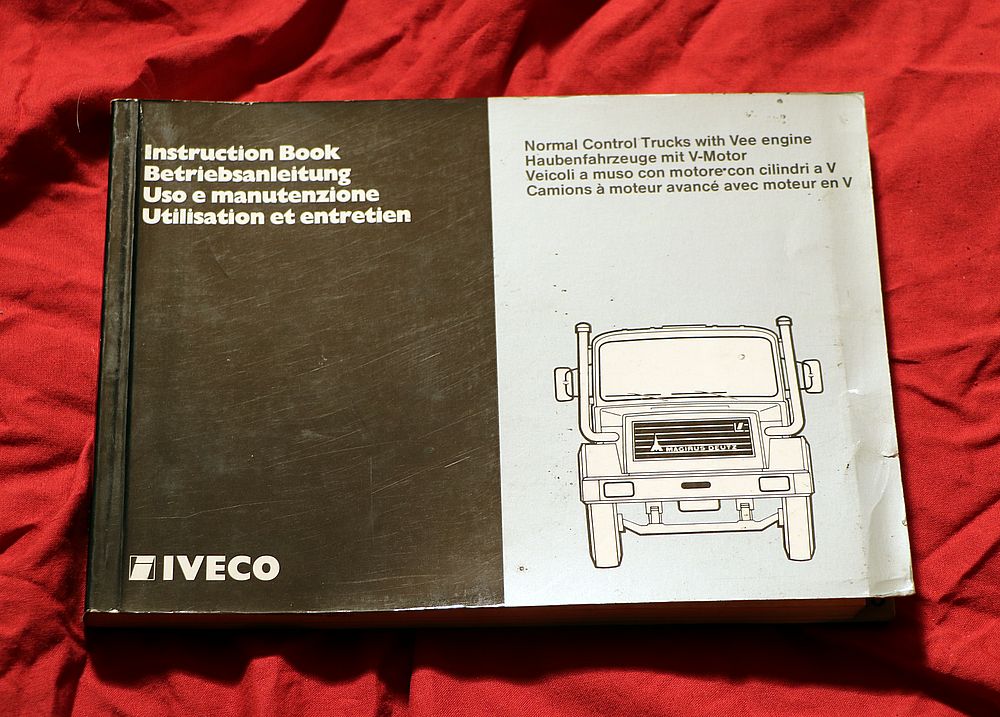 Instruction Book
Betriebsanleitung
Uso e manutenzione
Utilisation et entretien
Normal Control Trucks with Vee engine
Haubenfahrzeuge mit V-Motor
Veicoli a muso con motore con cilindri a V
Camions à moteur avancé avec moteur en V
MAGIRUS DEUTZ
IVECO